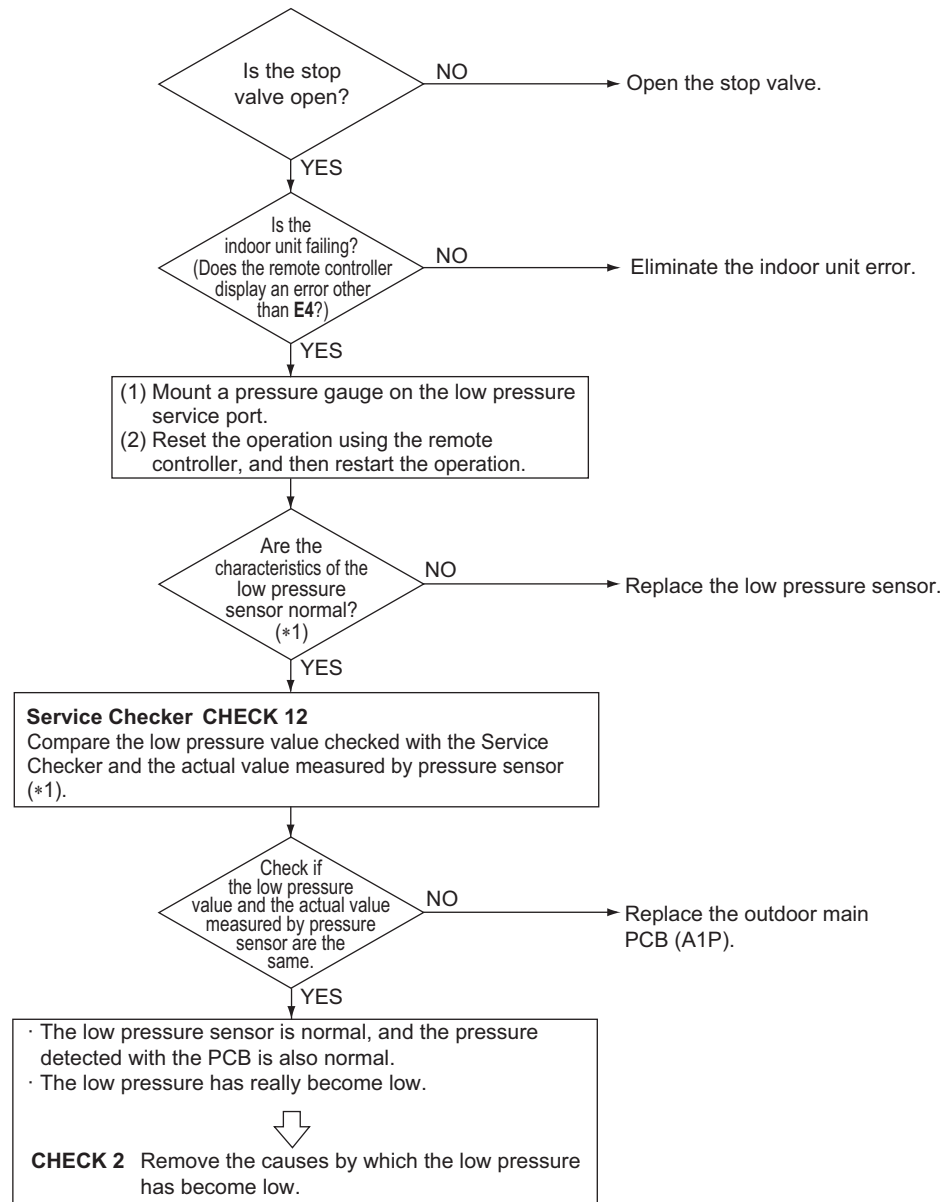 Is the stop
valve open?
NO
Open the stop valve.
YES
Is the
indoor unit failing?
(Does the remote controller
display an error other
than E4?)
NO
Eliminate the indoor unit error.
YES
(1) Mount a pressure gauge on the low pressure
service port.
(2) Reset the operation using the remote
controller, and then restart the operation.
Are the
characteristics of the
low pressure
sensor normal?
(*1)
NO
Replace the low pressure sensor.
YES
Service Checker CHECK 12
Compare the low pressure value checked with the Service
Checker and the actual value measured by pressure sensor
(*1).
Check if
the low pressure
value and the actual value
measured by pressure
sensor are the
same.
NO
Replace the outdoor main
PCB (A1P).
YES
· The low pressure sensor is normal, and the pressure
detected with the PCB is also normal.
· The low pressure has really become low.
CHECK 2 Remove the causes by which the low pressure
has become low.